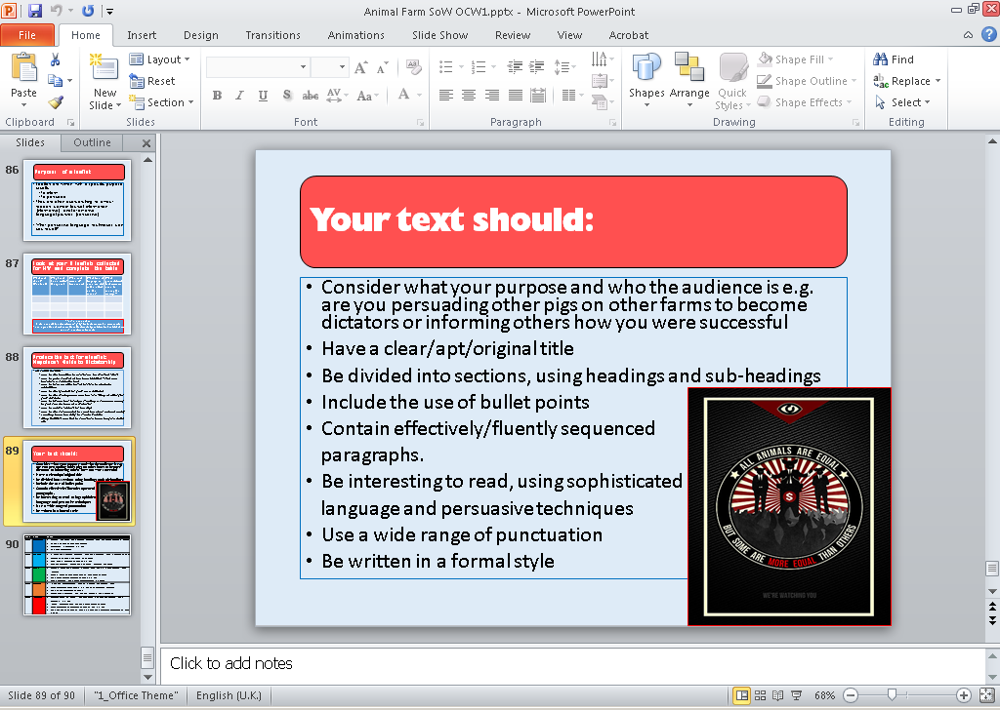 Animal Farm SoW OCW1.pptx - Microsoft PowerPoint
File Home Insert Design Transitions Animations Slide Show Review View Acrobat
Paste
New
Slide
Layout
Reset
Section
Shapes
Arrange
Quick
Styles
Shape Fill
Shape Outline
Shape Effects
Find
Replace
Select
Clipboard Slides Font Paragraph Drawing Editing
Slides Outline
86
Purpose of a leaflet
87
Look at your 3 leaflets collected
for HW and complete the table
88
Produce the text for a leaflet:
Napoleon's Guide to Dictatorship
89
Your text should:
90
Your text should:
• Consider what your purpose and who the audience is e.g.
are you persuading other pigs on other farms to become
dictators or informing others how you were successful
• Have a clear/apt/original title
• Be divided into sections, using headings and sub-headings
• Include the use of bullet points
• Contain effectively/fluently sequenced
paragraphs.
• Be interesting to read, using sophisticated
language and persuasive techniques
• Use a wide range of punctuation
• Be written in a formal style
ALL ANIMALS ARE EQUAL
BUT SOME ARE MORE EQUAL THAN OTHERS
WE'RE WATCHING YOU
Click to add notes
Slide 89 of 90 "1_Office Theme" English (U.K.) 68%